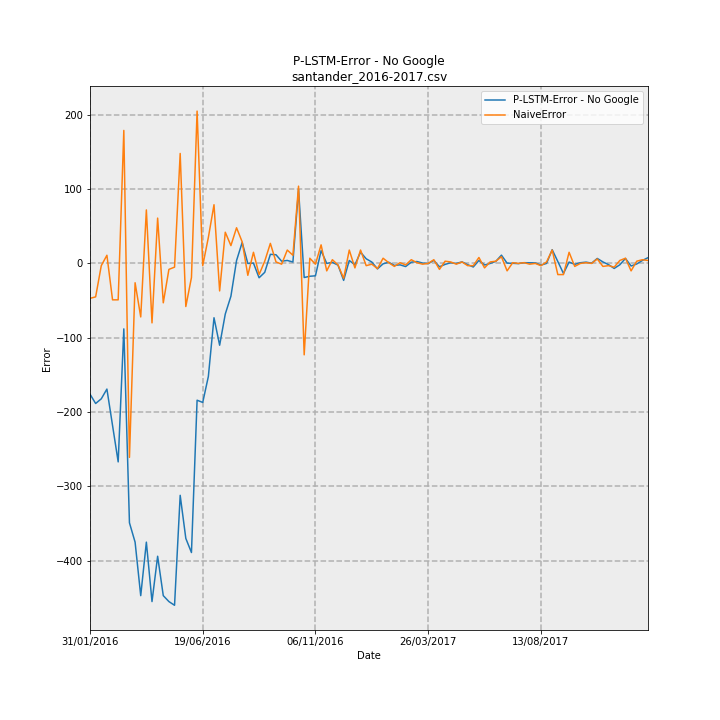 P-LSTM-Error - No Google
santander_2016-2017.csv
P-LSTM-Error - No Google
NaiveError
200
100
0
−100
−200
−300
−400
Error
31/01/2016
19/06/2016
06/11/2016
26/03/2017
13/08/2017
Date